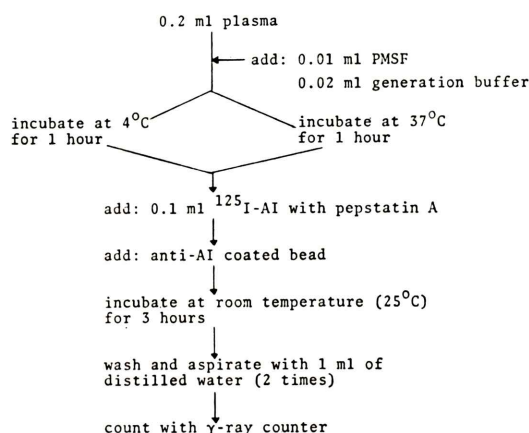 0.2 ml plasma
add: 0.01 ml PMSF
0.02 ml generation buffer
incubate at 4°C
for 1 hour
incubate at 37°C
for 1 hour
add: 0.1 ml ¹²⁵I-AI with pepstatin A
add: anti-AI coated bead
incubate at room temperature (25°C)
for 3 hours
wash and aspirate with 1 ml of
distilled water (2 times)
count with γ-ray counter